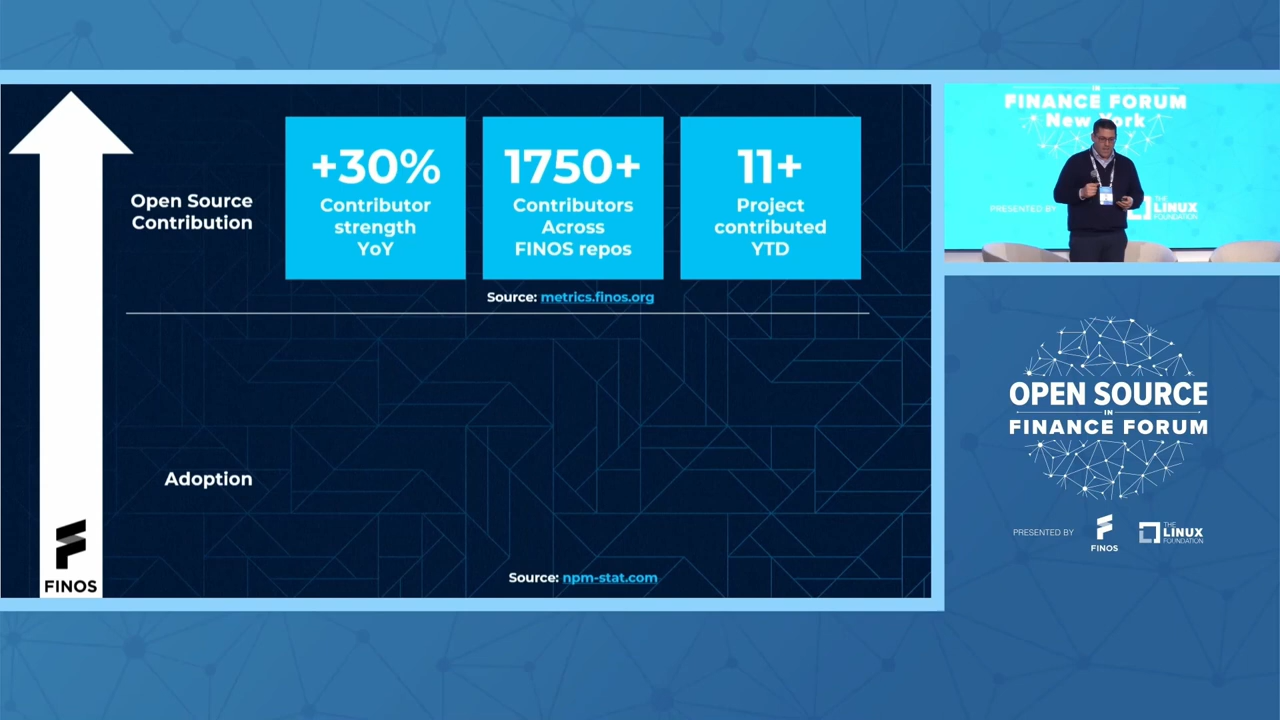 Open Source
Contribution
+30%
Contributor
strength
YoY
1750+
Contributors
Across
FINOS repos
11+
Project
contributed
YTD
Source: metrics.finos.org
Adoption
Source: npm-stat.com
FINOS
IN
FINANCE FORUM
New York
PRESENTED BY
THE
LINUX
FOUNDATION
OPEN SOURCE
IN
FINANCE FORUM
PRESENTED BY
FINOS
THE
LINUX
FOUNDATION